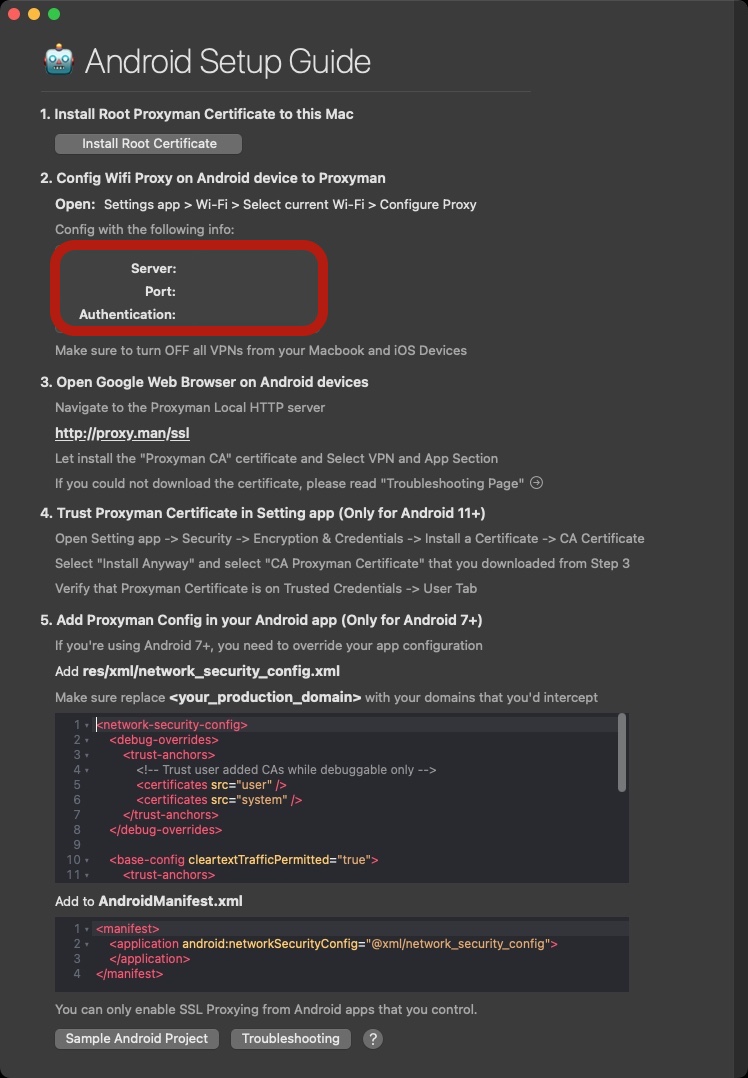 Android Setup Guide
1. Install Root Proxyman Certificate to this Mac
Install Root Certificate
2. Config Wifi Proxy on Android device to Proxyman
Open: Settings app > Wi-Fi > Select current Wi-Fi > Configure Proxy
Config with the following info:
Server:
Port:
Authentication:
Make sure to turn OFF all VPNs from your Macbook and iOS Devices
3. Open Google Web Browser on Android devices
Navigate to the Proxyman Local HTTP server
http://proxy.man/ssl
Let install the "Proxyman CA" certificate and Select VPN and App Section
If you could not download the certificate, please read "Troubleshooting Page"
4. Trust Proxyman Certificate in Setting app (Only for Android 11+)
Open Setting app -> Security -> Encryption & Credentials -> Install a Certificate -> CA Certificate
Select "Install Anyway" and select "CA Proxyman Certificate" that you downloaded from Step 3
Verify that Proxyman Certificate is on Trusted Credentials -> User Tab
5. Add Proxyman Config in your Android app (Only for Android 7+)
If you're using Android 7+, you need to override your app configuration
Add res/xml/network_security_config.xml
Make sure replace <your_production_domain> with your domains that you'd intercept
1 <network-security-config>
2 <debug-overrides>
3 <trust-anchors>
4 <!-- Trust user added CAs while debuggable only -->
5 <certificates src="user" />
6 <certificates src="system" />
7 </trust-anchors>
8 </debug-overrides>
9
10 <base-config cleartextTrafficPermitted="true">
11 <trust-anchors>
Add to AndroidManifest.xml
1 <manifest>
2 <application android:networkSecurityConfig="@xml/network_security_config">
3 </application>
4 </manifest>
You can only enable SSL Proxying from Android apps that you control.
Sample Android Project Troubleshooting ?